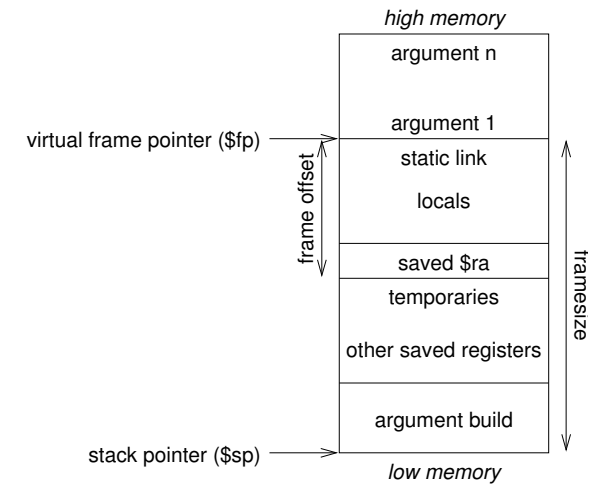 high memory
argument n
argument 1
virtual frame pointer ($fp)
static link
frame offset
locals
saved $ra
framesize
temporaries
other saved registers
argument build
stack pointer ($sp)
low memory